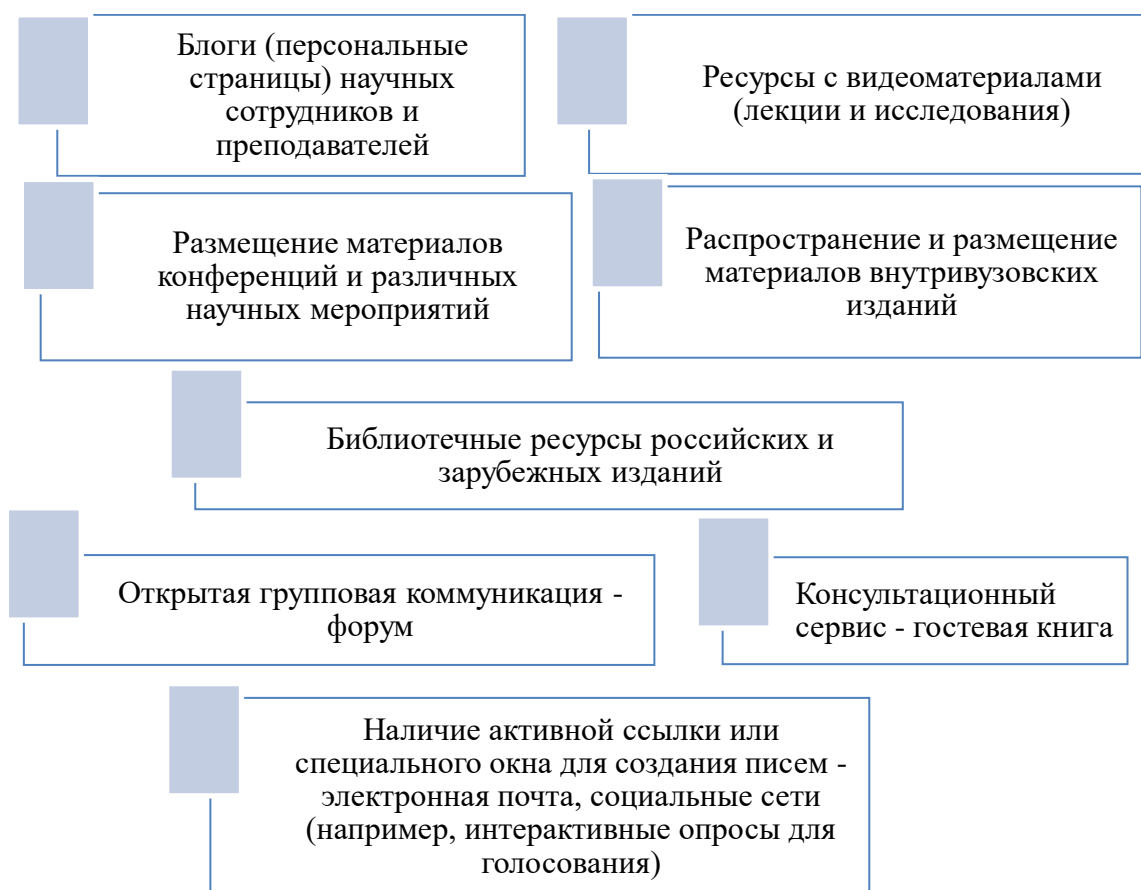 Блоги (персональные
страницы) научных
сотрудников и
преподавателей
Ресурсы с видеоматериалами
(лекции и исследования)
Размещение материалов
конференций и различных
научных мероприятий
Распространение и размещение
материалов внутривузовских
изданий
Библиотечные ресурсы российских и
зарубежных изданий
Открытая групповая коммуникация -
форум
Консультационный
сервис - гостевая книга
Наличие активной ссылки или
специального окна для создания писем -
электронная почта, социальные сети
(например, интерактивные опросы для
голосования)